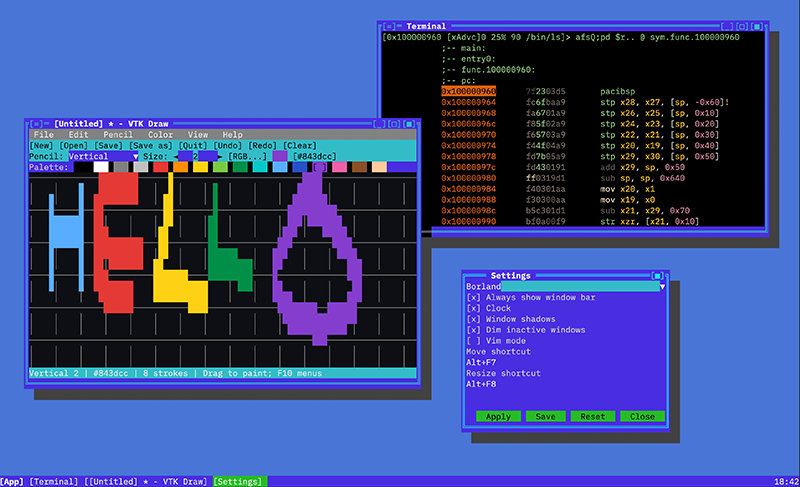 Terminal
[0x100000960 [xAdvc]0 25% 90 /bin/ls]> afsQ;pd $r.. @ sym.func.100000960
;-- main:
;-- entry0:
;-- func.100000960:
;-- pc:
0x100000960 7f2303d5 pacibsp
0x100000964 fc6fbaa9 stp x28, x27, [sp, -0x60]!
0x100000968 fa6701a9 stp x26, x25, [sp, 0x10]
0x10000096c f85f02a9 stp x24, x23, [sp, 0x20]
0x100000970 f65703a9 stp x22, x21, [sp, 0x30]
0x100000974 f44f04a9 stp x20, x19, [sp, 0x40]
0x100000978 fd7b05a9 stp x29, x30, [sp, 0x50]
0x10000097c fd430191 add x29, sp, 0x50
0x100000980 ff0319d1 sub sp, sp, 0x640
0x100000984 f40301aa mov x20, x1
0x100000988 f30300aa mov x19, x0
0x10000098c b5c301d1 sub x21, x29, 0x70
0x100000990 bf0a00f9 str xzr, [x21, 0x10]
[Untitled] * - VTK Draw
File Edit Pencil Color View Help
[New] [Open] [Save] [Save as] [Quit] [Undo] [Redo] [Clear]
Pencil: Vertical ▼ Size: ◄ 2 ► [RGB...] [#843dcc]
Palette:
HELLO
Vertical 2 | #843dcc | 8 strokes | Drag to paint; F10 menus
Settings
Borland ▼
[x] Always show window bar
[x] Clock
[x] Window shadows
[x] Dim inactive windows
[ ] Vim mode
Move shortcut
Alt+F7
Resize shortcut
Alt+F8
Apply Save Reset Close
[App] [Terminal] [[Untitled] * - VTK Draw] [Settings] 18:42